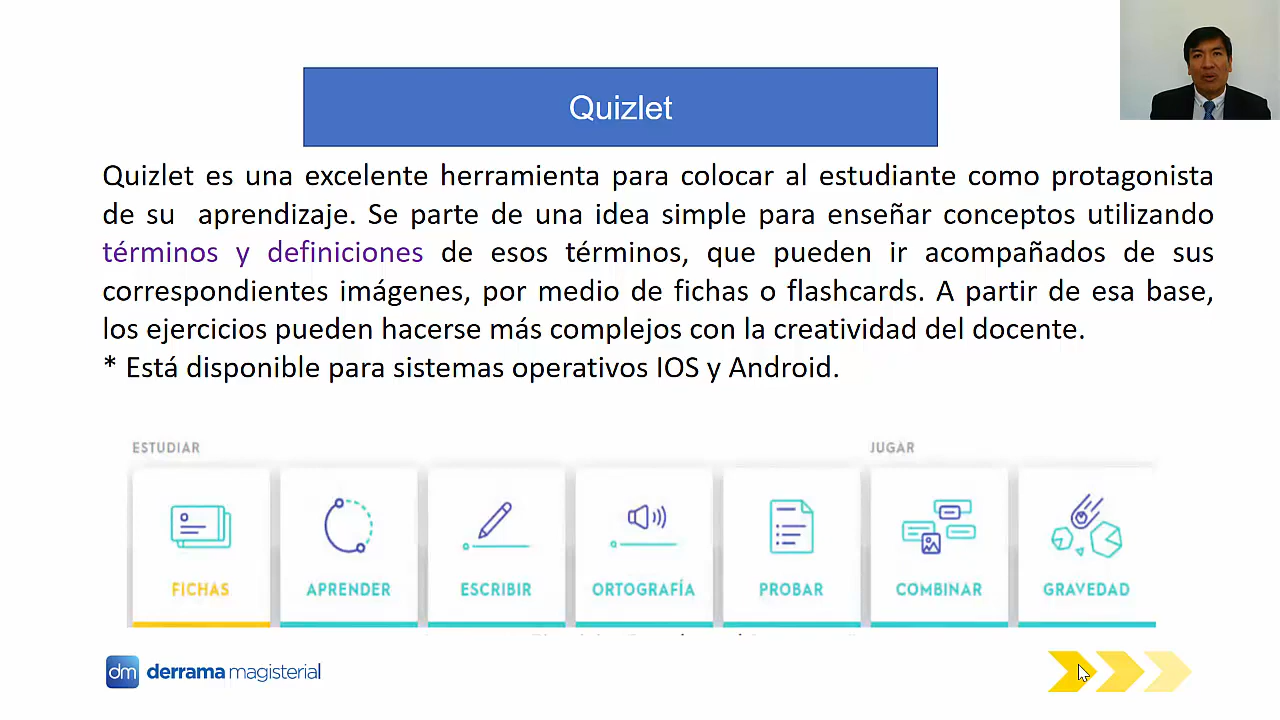 Quizlet
Quizlet es una excelente herramienta para colocar al estudiante como protagonista
de su aprendizaje. Se parte de una idea simple para enseñar conceptos utilizando
términos y definiciones de esos términos, que pueden ir acompañados de sus
correspondientes imágenes, por medio de fichas o flashcards. A partir de esa base,
los ejercicios pueden hacerse más complejos con la creatividad del docente.
* Está disponible para sistemas operativos IOS y Android.
ESTUDIAR
JUGAR
FICHAS
APRENDER
ESCRIBIR
ORTOGRAFÍA
PROBAR
COMBINAR
GRAVEDAD
dm derrama magisterial